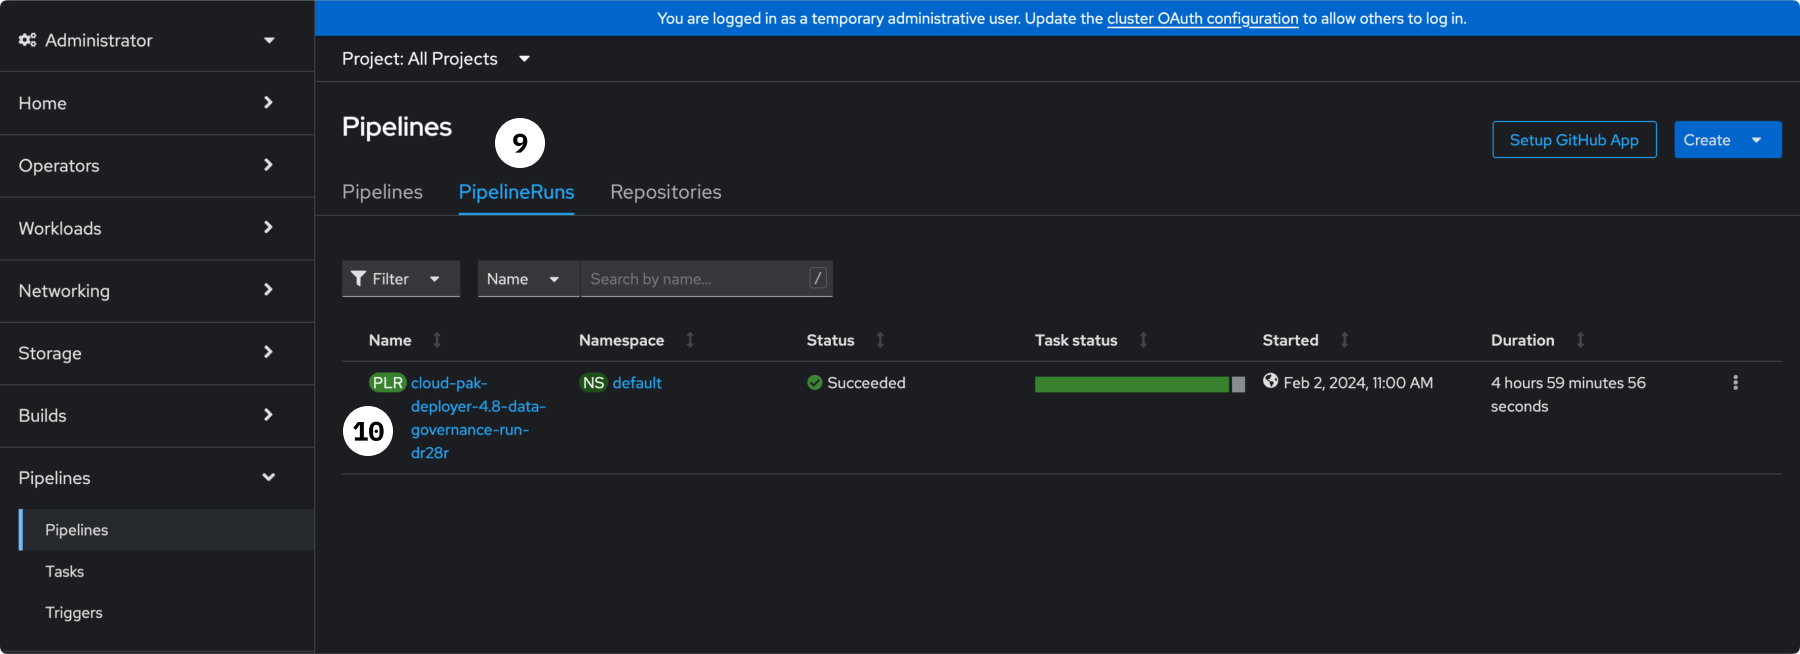 You are logged in as a temporary administrative user. Update the cluster OAuth configuration to allow others to log in.
Administrator
Home
Operators
Workloads
Networking
Storage
Builds
Pipelines
Pipelines
Tasks
Triggers
Project: All Projects
Pipelines
9
Setup GitHub App
Create
Pipelines PipelineRuns Repositories
Filter Name Search by name... /
Name Namespace Status Task status Started Duration
PLR cloud-pak-
deployer-4.8-data-
governance-run-
dr28r
10
NS default
Succeeded
Feb 2, 2024, 11:00 AM
4 hours 59 minutes 56
seconds